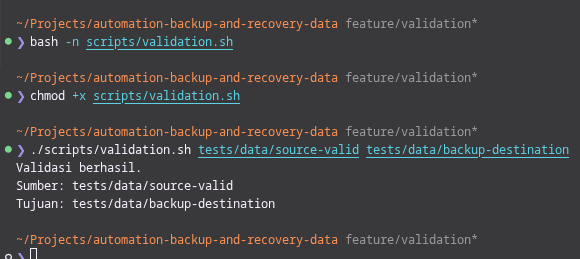 ~/Projects/automation-backup-and-recovery-data feature/validation*
❯ bash -n scripts/validation.sh
~/Projects/automation-backup-and-recovery-data feature/validation*
❯ chmod +x scripts/validation.sh
~/Projects/automation-backup-and-recovery-data feature/validation*
❯ ./scripts/validation.sh tests/data/source-valid tests/data/backup-destination
Validasi berhasil.
Sumber: tests/data/source-valid
Tujuan: tests/data/backup-destination
~/Projects/automation-backup-and-recovery-data feature/validation*
❯